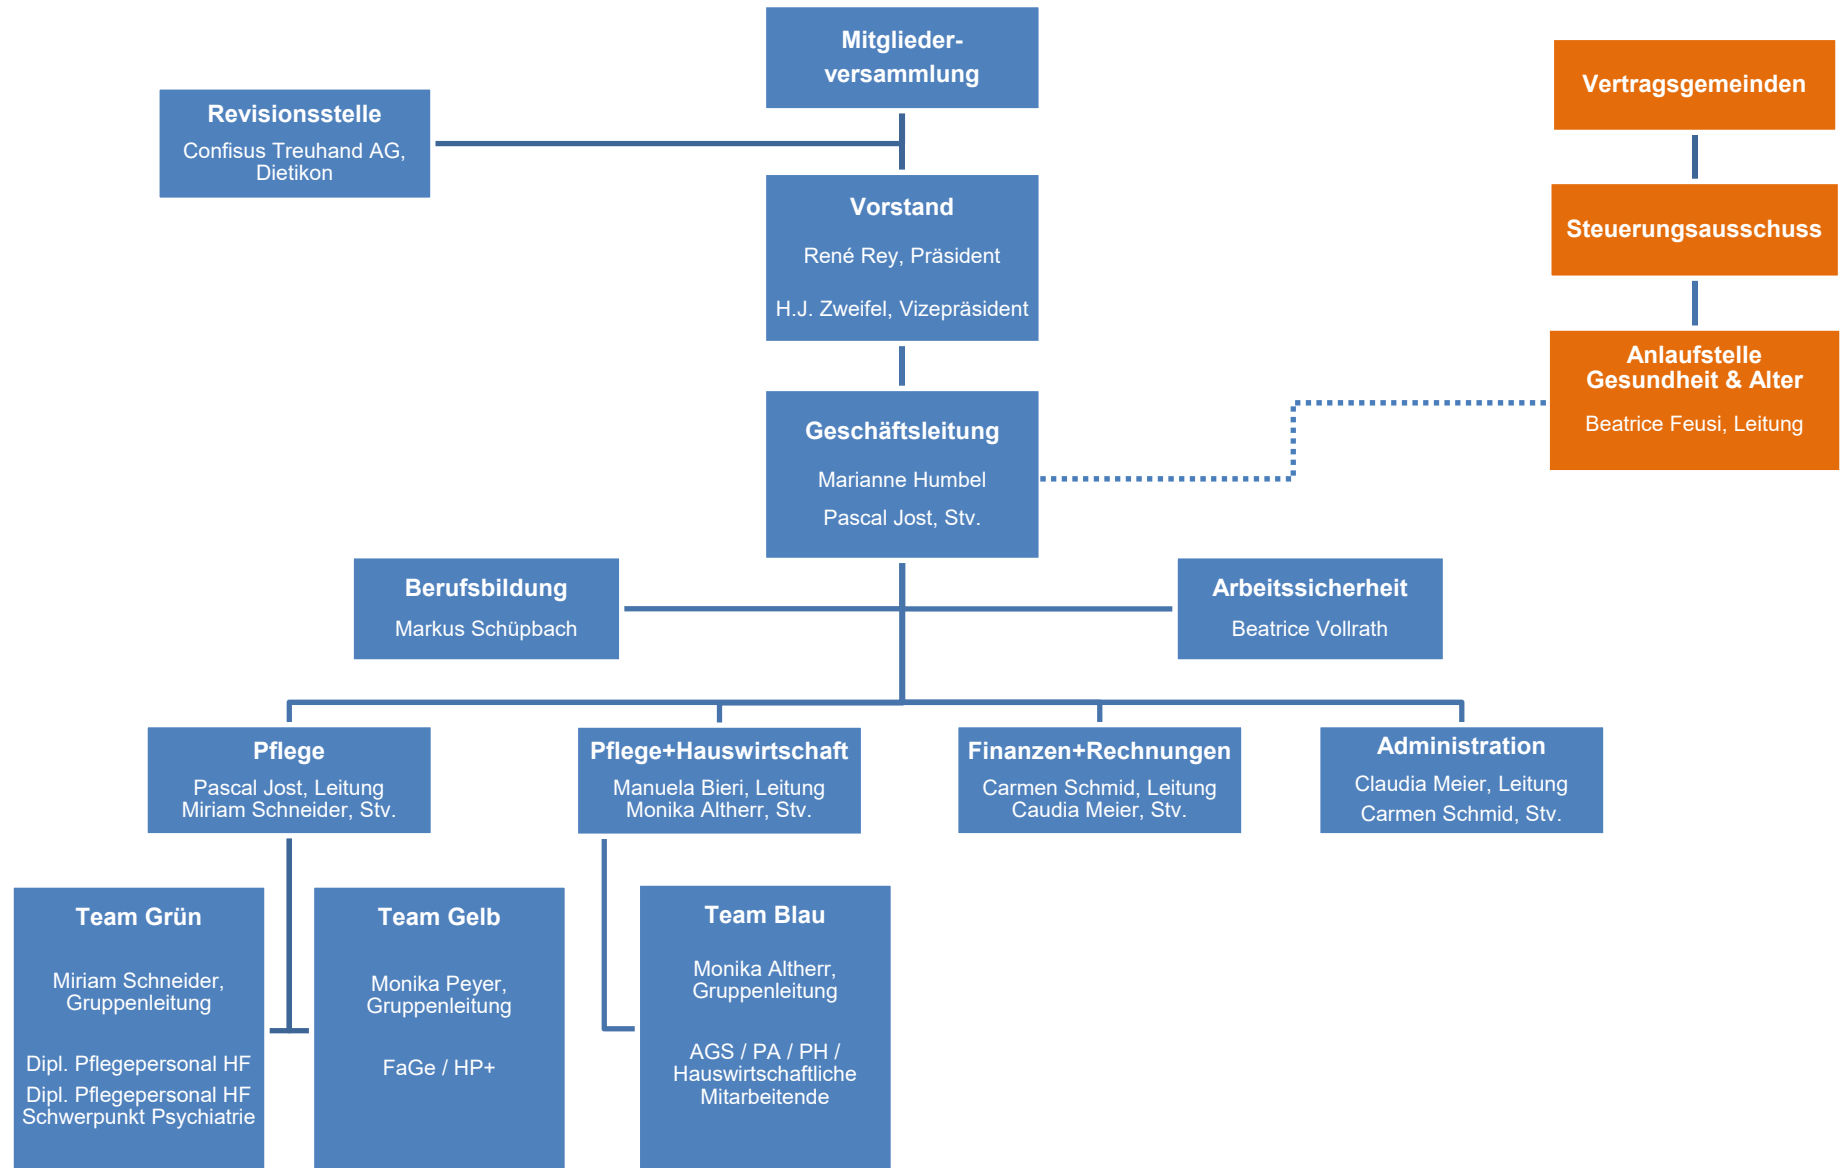 Mitglieder-
versammlung
Vertragsgemeinden
Revisionsstelle
Confisus Treuhand AG,
Dietikon
Vorstand
René Rey, Präsident
H.J. Zweifel, Vizepräsident
Steuerungsausschuss
Anlaufstelle
Gesundheit & Alter
Beatrice Feusi, Leitung
Geschäftsleitung
Marianne Humbel
Pascal Jost, Stv.
Berufsbildung
Markus Schüpbach
Arbeitssicherheit
Beatrice Vollrath
Pflege
Pascal Jost, Leitung
Miriam Schneider, Stv.
Pflege+Hauswirtschaft
Manuela Bieri, Leitung
Monika Altherr, Stv.
Finanzen+Rechnungen
Carmen Schmid, Leitung
Caudia Meier, Stv.
Administration
Claudia Meier, Leitung
Carmen Schmid, Stv.
Team Grün
Miriam Schneider,
Gruppenleitung
Dipl. Pflegepersonal HF
Dipl. Pflegepersonal HF
Schwerpunkt Psychiatrie
Team Gelb
Monika Peyer,
Gruppenleitung
FaGe / HP+
Team Blau
Monika Altherr,
Gruppenleitung
AGS / PA / PH /
Hauswirtschaftliche
Mitarbeitende